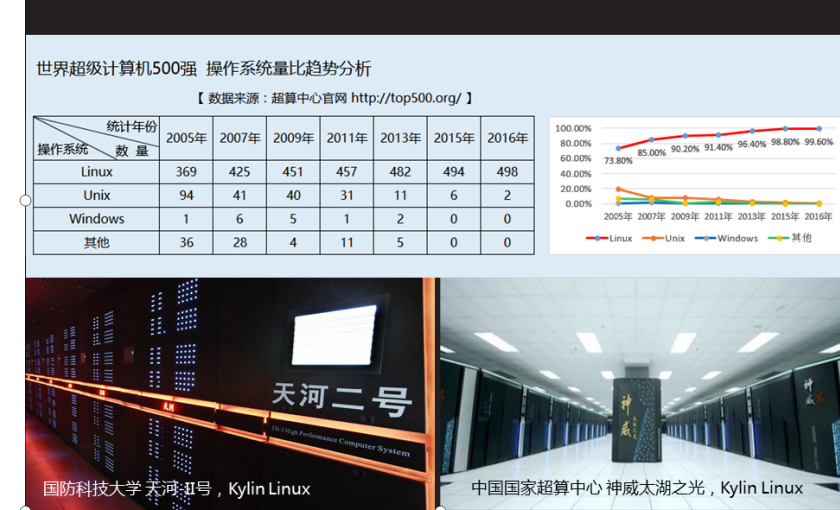 世界超级计算机500强 操作系统量比趋势分析
【 数据来源：超算中心官网 http://top500.org/ 】
统计年份
数 量
操作系统
2005年 2007年 2009年 2011年 2013年 2015年 2016年
Linux 369 425 451 457 482 494 498
Unix 94 41 40 31 11 6 2
Windows 1 6 5 1 2 0 0
其他 36 28 4 11 5 0 0
100.00%
80.00%
60.00%
40.00%
20.00%
0.00%
73.80% 85.00% 90.20% 91.40% 96.40% 98.80% 99.60%
2005年 2007年 2009年 2011年 2013年 2015年 2016年
Linux Unix Windows 其他
天河二号
TH-2 High Performance Computer System
天河
国防科技大学 天河-II号，Kylin Linux
神威
神威
神威
中国国家超算中心 神威太湖之光，Kylin Linux